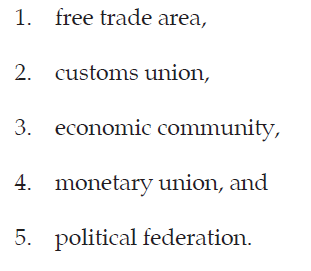 1. free trade area,
2. customs union,
3. economic community,
4. monetary union, and
5. political federation.